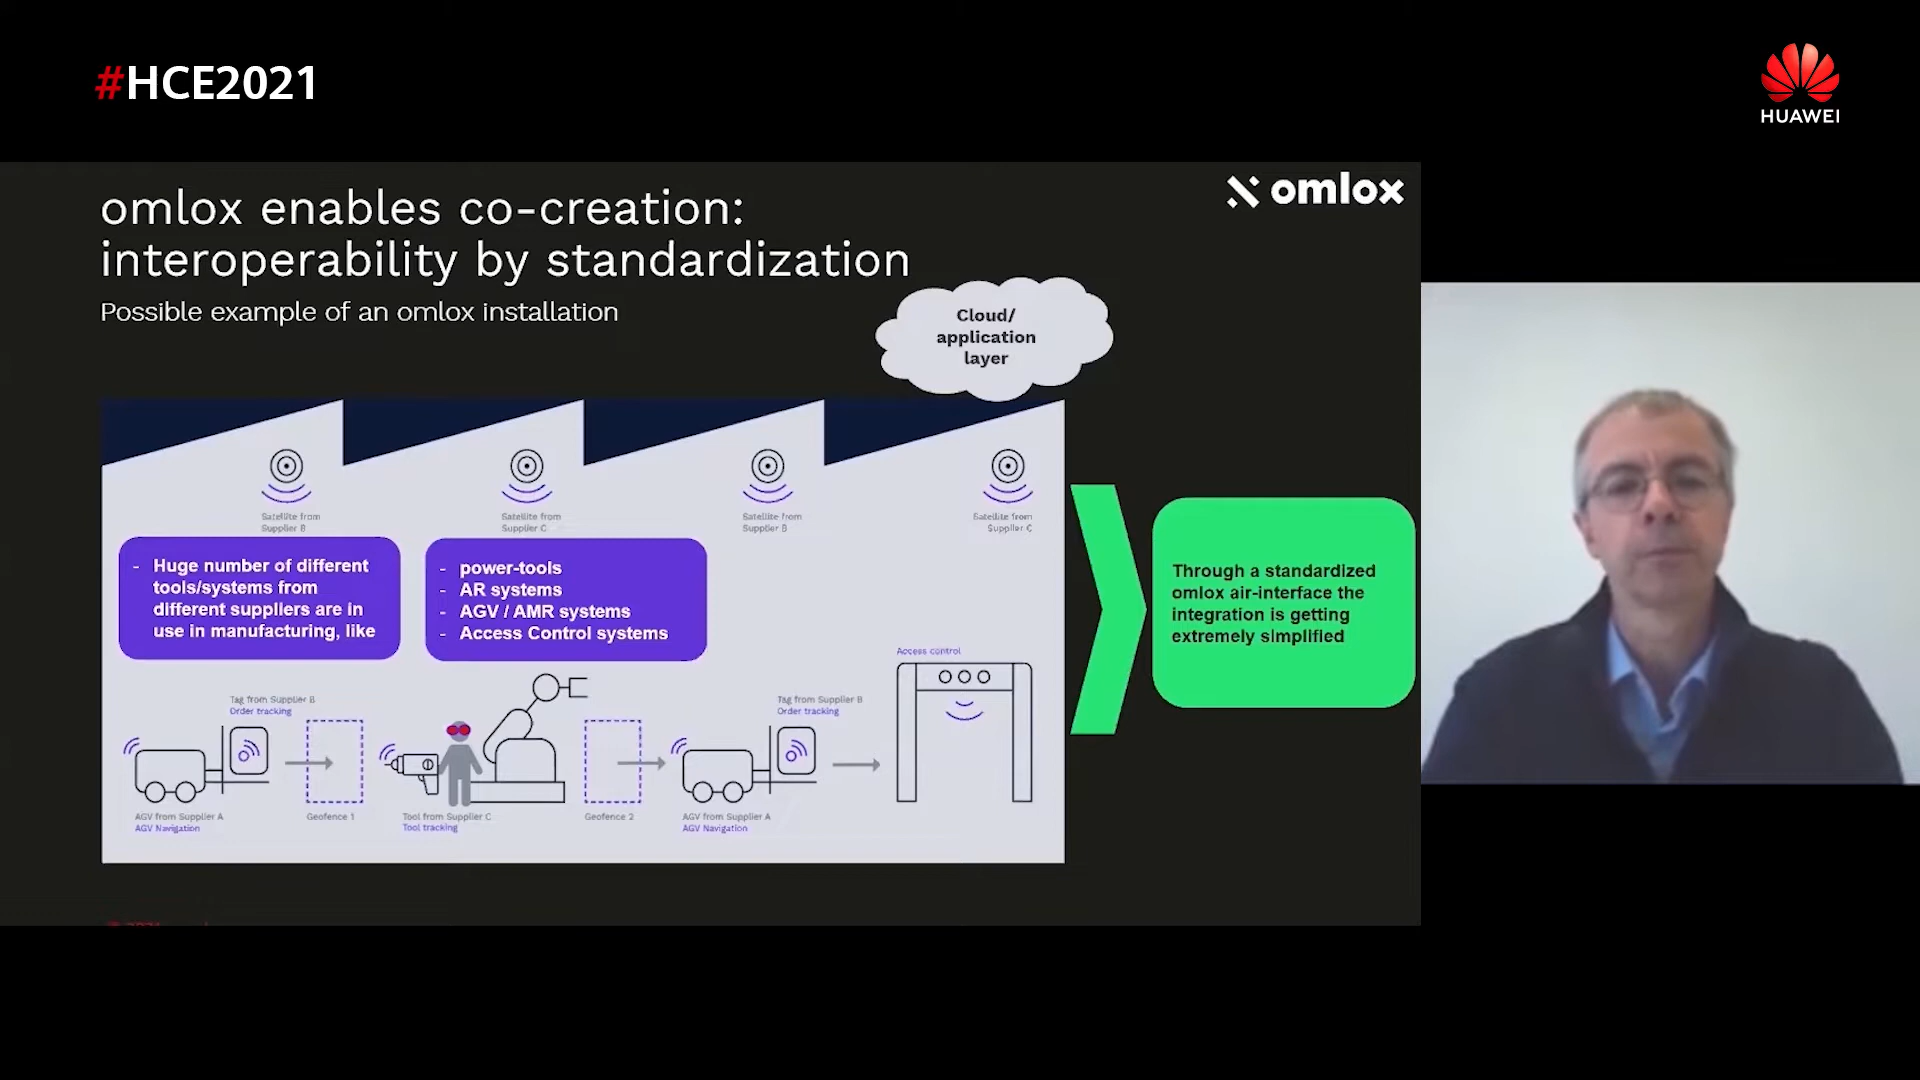 #HCE2021
HUAWEI
omlox
omlox enables co-creation:
interoperability by standardization
Possible example of an omlox installation
Cloud/
application
layer
Satellite from
Supplier B
Satellite from
Supplier C
Satellite from
Supplier B
Satellite from
Supplier C
- Huge number of different
tools/systems from
different suppliers are in
use in manufacturing, like
- power-tools
- AR systems
- AGV / AMR systems
- Access Control systems
Through a standardized
omlox air-interface the
integration is getting
extremely simplified
Access control
Tag from Supplier B
Order tracking
Tag from Supplier B
Order tracking
AGV from Supplier A
AGV Navigation
Geofence 1
Tool from Supplier C
Tool tracking
Geofence 2
AGV from Supplier A
AGV Navigation